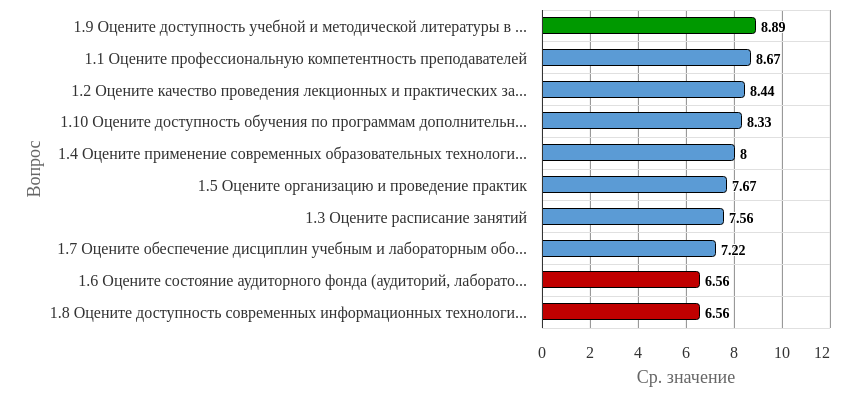 1.9 Оцените доступность учебной и методической литературы в ... 8.89
1.1 Оцените профессиональную компетентность преподавателей 8.67
1.2 Оцените качество проведения лекционных и практических за... 8.44
1.10 Оцените доступность обучения по программам дополнительн... 8.33
1.4 Оцените применение современных образовательных технологи... 8
1.5 Оцените организацию и проведение практик 7.67
1.3 Оцените расписание занятий 7.56
1.7 Оцените обеспечение дисциплин учебным и лабораторным обо... 7.22
1.6 Оцените состояние аудиторного фонда (аудиторий, лаборато... 6.56
1.8 Оцените доступность современных информационных технологи... 6.56
Вопрос
0 2 4 6 8 10 12
Ср. значение